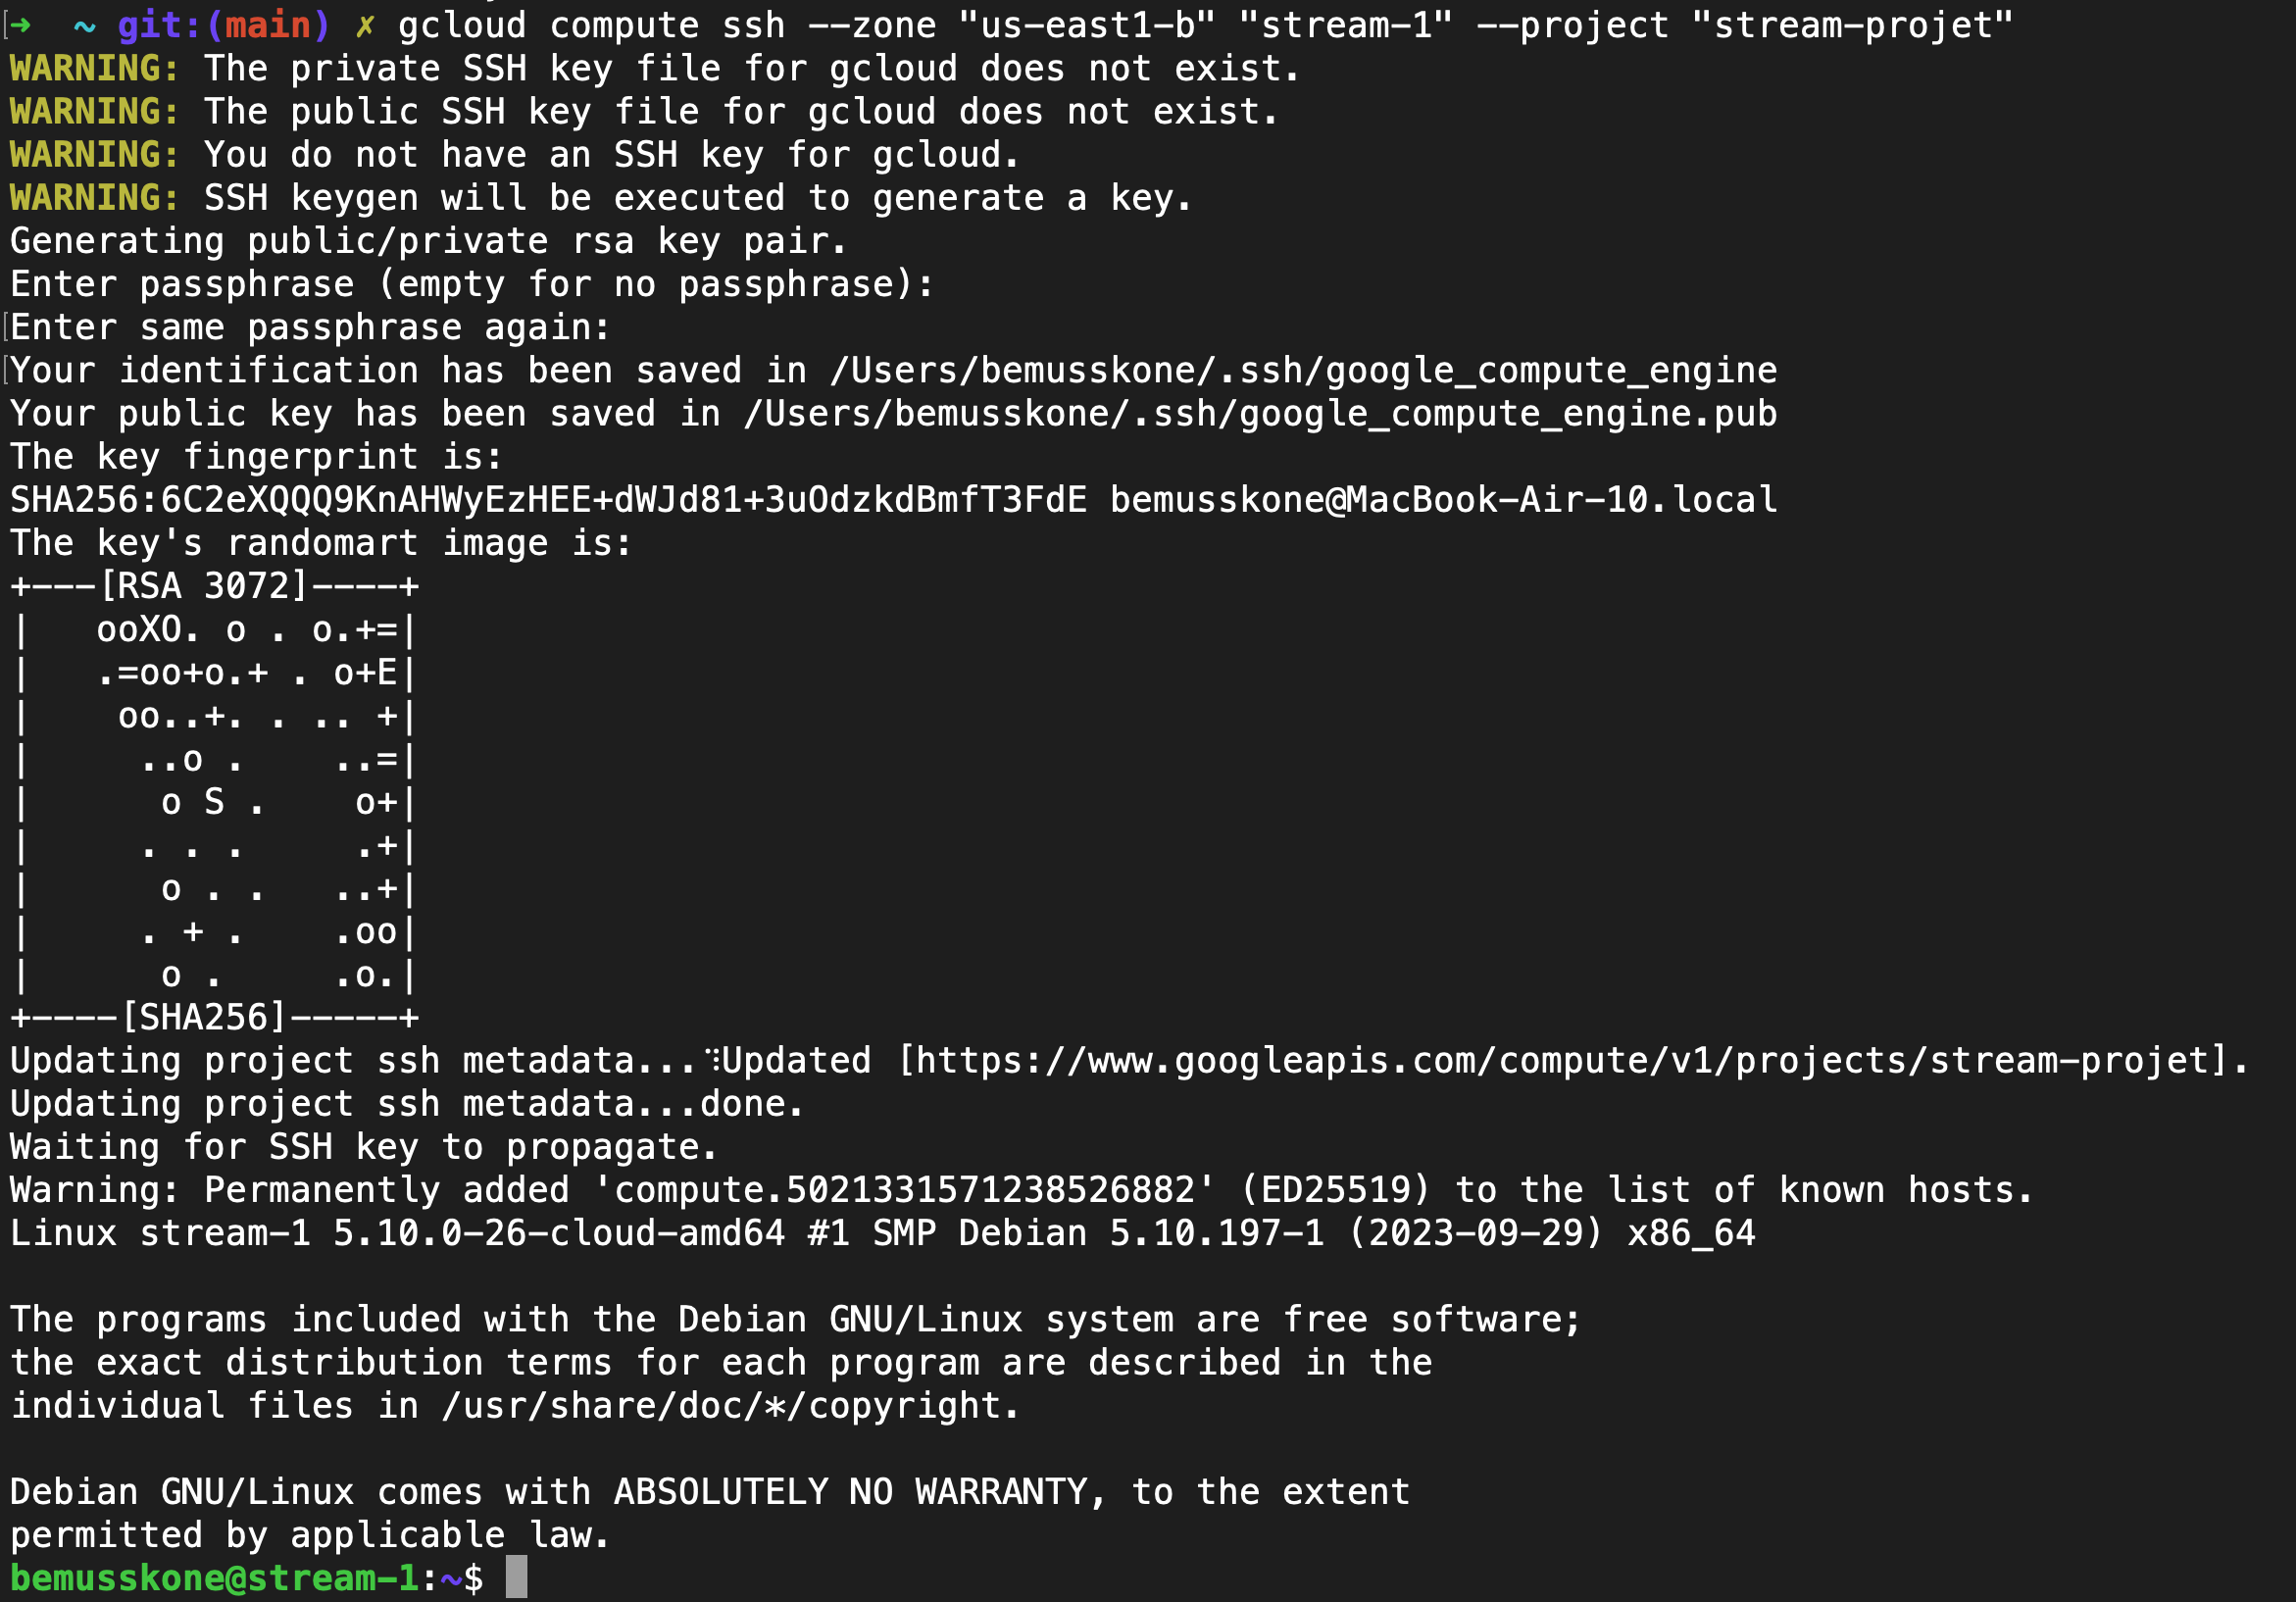 ➜  ~ git:(main) ✗ gcloud compute ssh --zone "us-east1-b" "stream-1" --project "stream-projet"
WARNING: The private SSH key file for gcloud does not exist.
WARNING: The public SSH key file for gcloud does not exist.
WARNING: You do not have an SSH key for gcloud.
WARNING: SSH keygen will be executed to generate a key.
Generating public/private rsa key pair.
Enter passphrase (empty for no passphrase):
Enter same passphrase again:
Your identification has been saved in /Users/bemusskone/.ssh/google_compute_engine
Your public key has been saved in /Users/bemusskone/.ssh/google_compute_engine.pub
The key fingerprint is:
SHA256:6C2eXQQQ9KnAHWyEzHEE+dWJd81+3uOdzkdBmfT3FdE bemusskone@MacBook-Air-10.local
The key's randomart image is:
+---[RSA 3072]----+
|   ooXO. o . o.+=|
|   .=oo+o.+ . o+E|
|    oo..+. . .. +|
|     ..o .    ..=|
|      o S .    o+|
|     . . .     .+|
|      o . .   ..+|
|     . + .    .oo|
|      o .     .o.|
+----[SHA256]-----+
Updating project ssh metadata...⠹Updated [https://www.googleapis.com/compute/v1/projects/stream-projet].
Updating project ssh metadata...done.
Waiting for SSH key to propagate.
Warning: Permanently added 'compute.5021331571238526882' (ED25519) to the list of known hosts.
Linux stream-1 5.10.0-26-cloud-amd64 #1 SMP Debian 5.10.197-1 (2023-09-29) x86_64

The programs included with the Debian GNU/Linux system are free software;
the exact distribution terms for each program are described in the
individual files in /usr/share/doc/*/copyright.

Debian GNU/Linux comes with ABSOLUTELY NO WARRANTY, to the extent
permitted by applicable law.
bemusskone@stream-1:~$